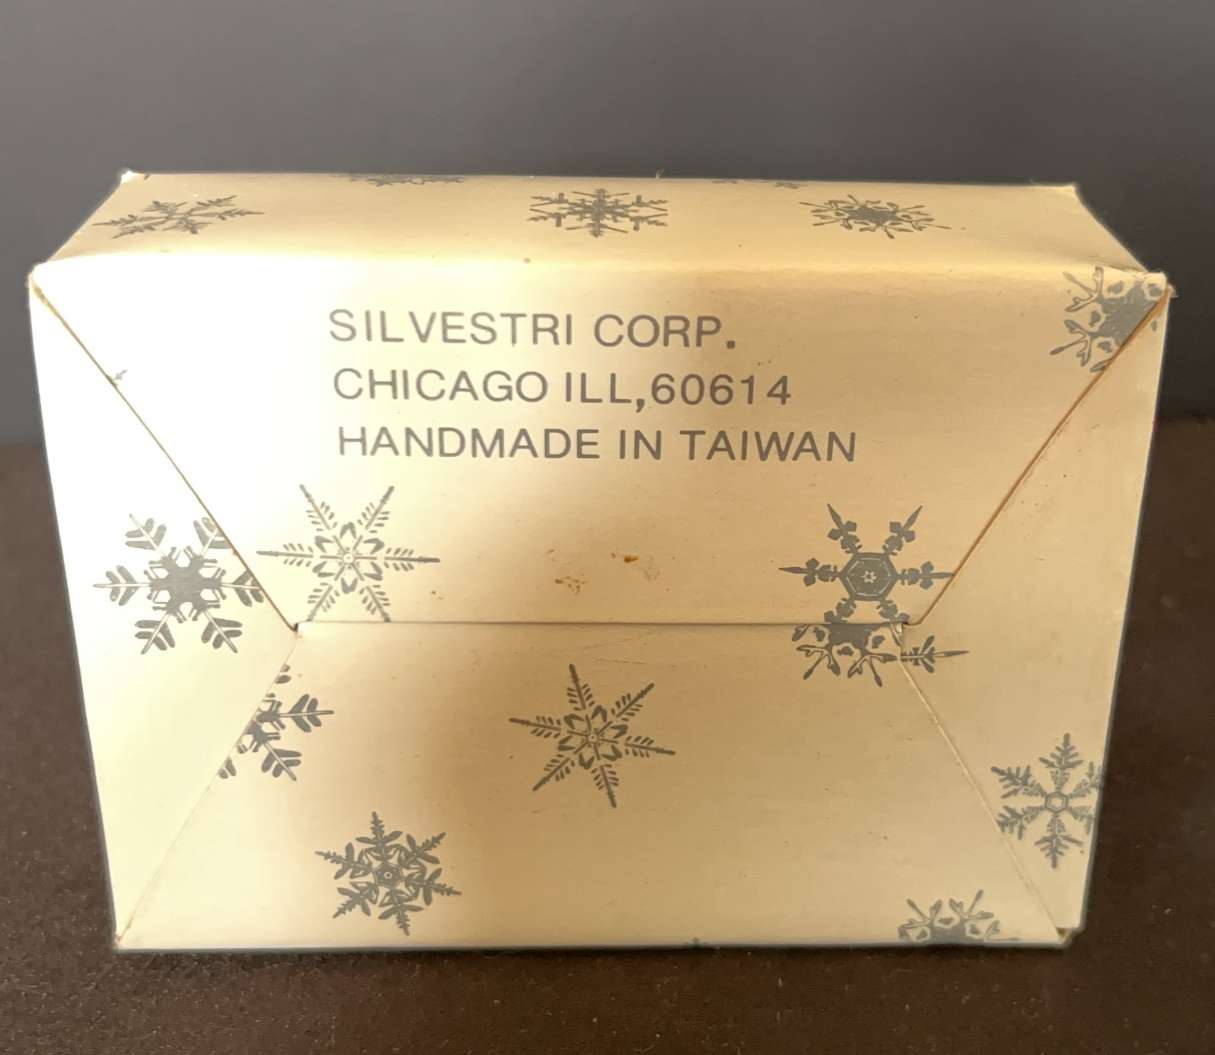 SILVESTRI CORP.
CHICAGO ILL,60614
HANDMADE IN TAIWAN